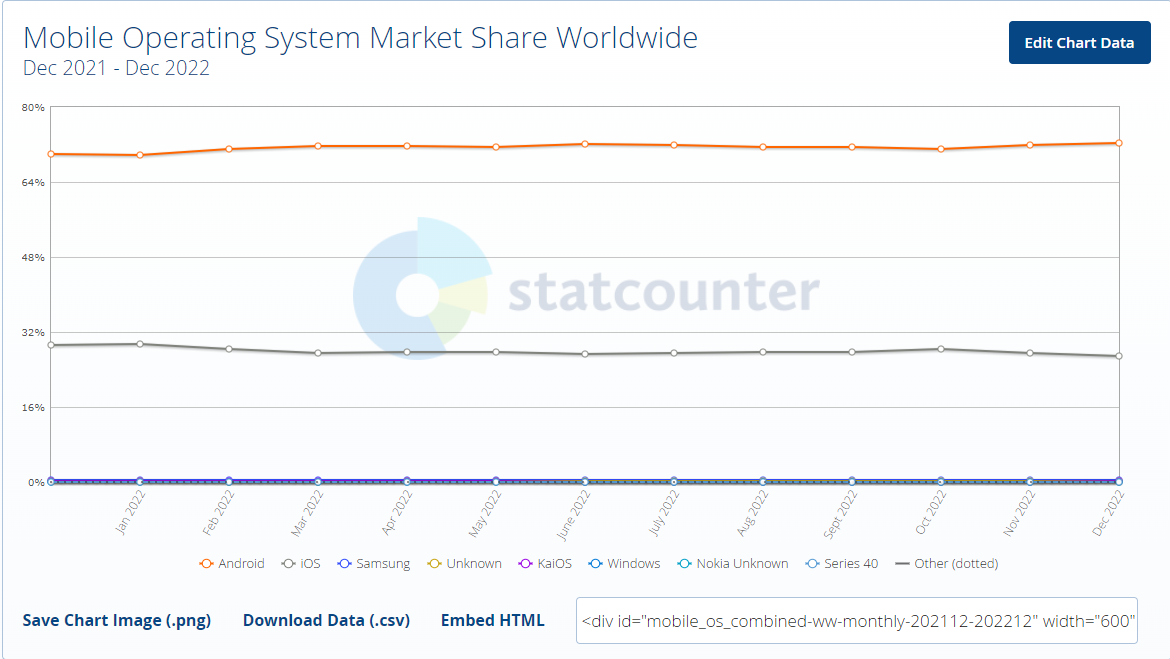 Mobile Operating System Market Share Worldwide
Dec 2021 - Dec 2022
Edit Chart Data
80%
64%
48%
32%
16%
0%
statcounter
Jan 2022
Feb 2022
Mar 2022
Apr 2022
May 2022
June 2022
July 2022
Aug 2022
Sept 2022
Oct 2022
Nov 2022
Dec 2022
Android iOS Samsung Unknown KaiOS Windows Nokia Unknown Series 40 Other (dotted)
Save Chart Image (.png) Download Data (.csv) Embed HTML <div id="mobile_os_combined-ww-monthly-202112-202212" width="600"